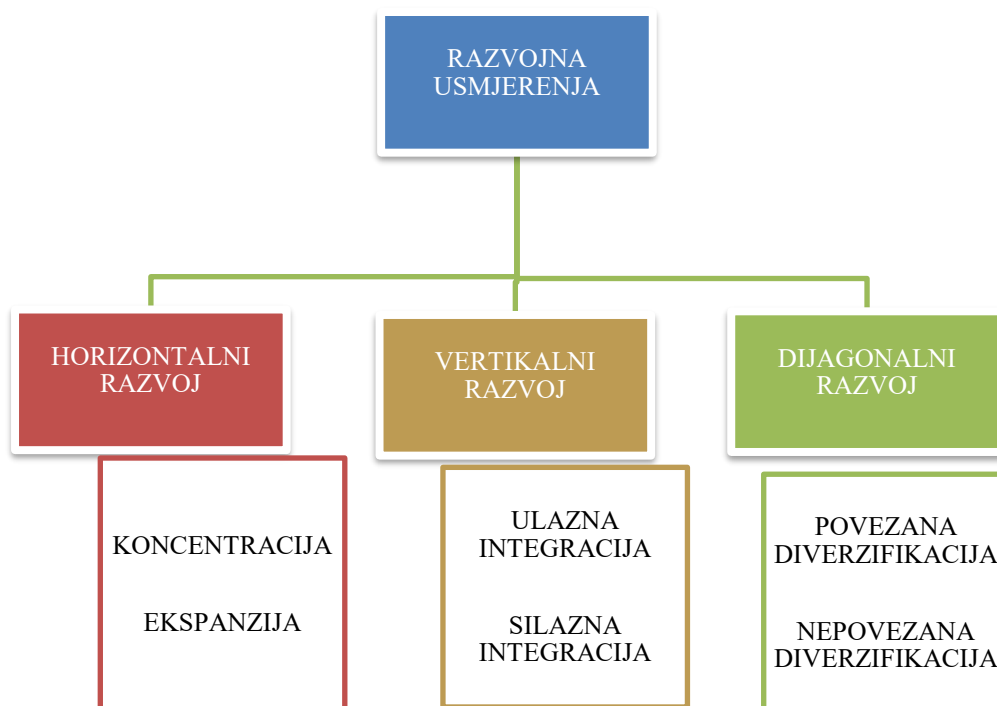 RAZVOJNA
USMJERENJA
HORIZONTALNI
RAZVOJ
VERTIKALNI
RAZVOJ
DIJAGONALNI
RAZVOJ
KONCENTRACIJA
EKSPANZIJA
ULAZNA
INTEGRACIJA
SILAZNA
INTEGRACIJA
POVEZANA
DIVERZIFIKACIJA
NEPOVEZANA
DIVERZIFIKACIJA